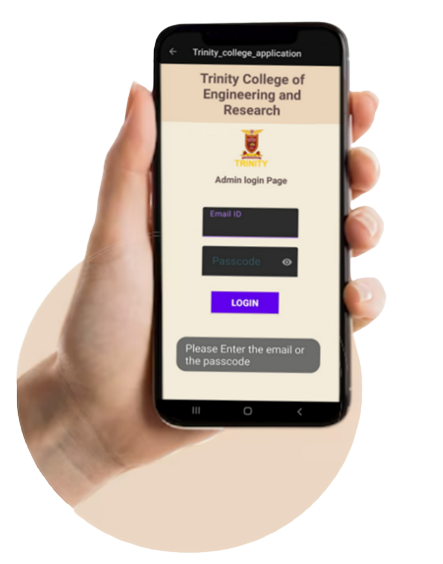 Trinity_college_application
Trinity College of
Engineering and
Research
TRINITY
Admin login Page
Email ID
Passcode
LOGIN
Please Enter the email or
the passcode